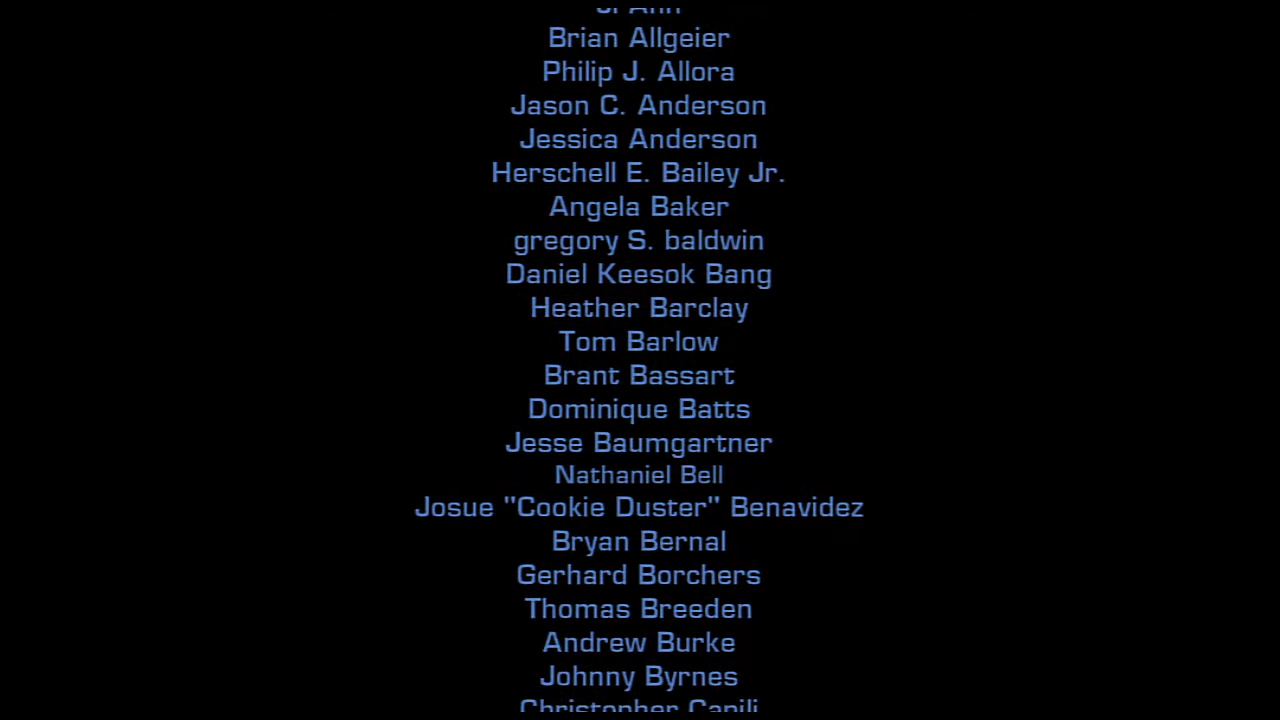 Brian Allgeier
Philip J. Allora
Jason C. Anderson
Jessica Anderson
Herschell E. Bailey Jr.
Angela Baker
gregory S. baldwin
Daniel Keesok Bang
Heather Barclay
Tom Barlow
Brant Bassart
Dominique Batts
Jesse Baumgartner
Nathaniel Bell
Josue "Cookie Duster" Benavidez
Bryan Bernal
Gerhard Borchers
Thomas Breeden
Andrew Burke
Johnny Byrnes
Christopher Capili